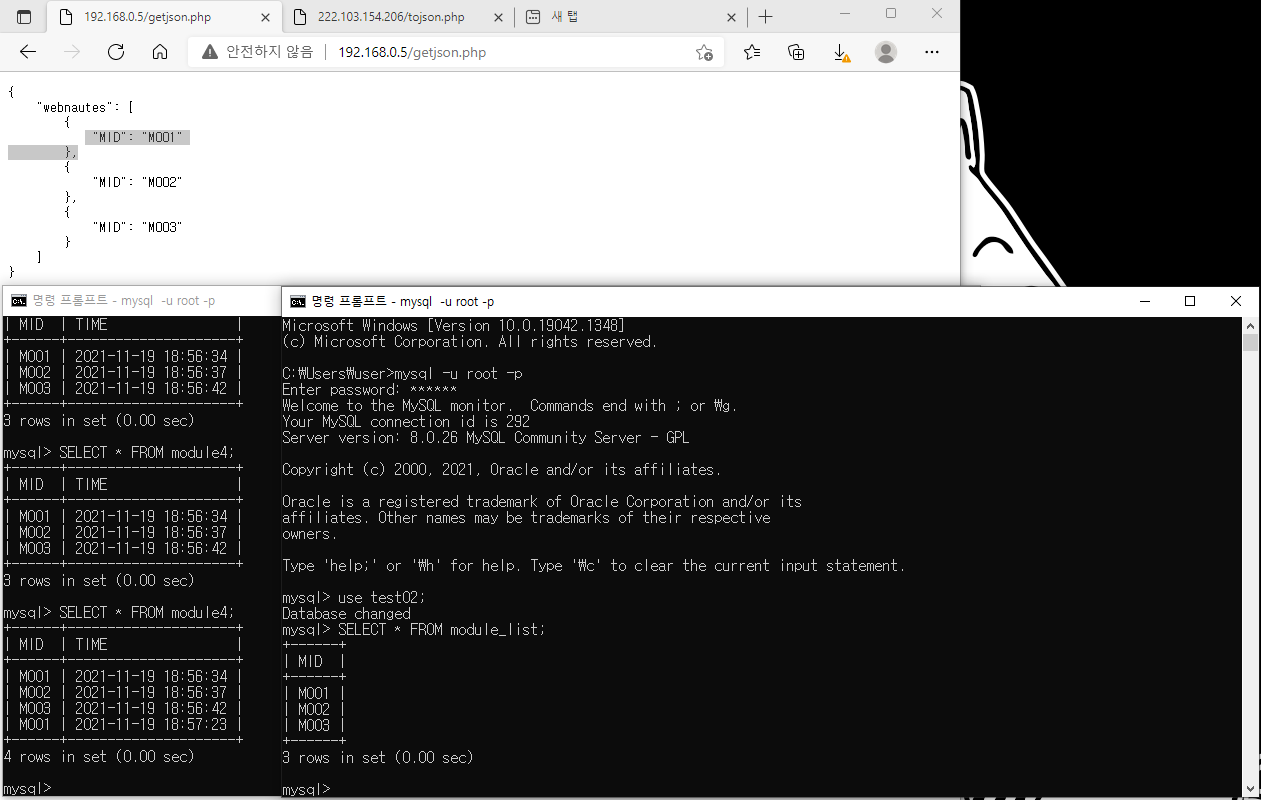 192.168.0.5/getjson.php
222.103.154.206/tojson.php
새 탭
안전하지 않음
192.168.0.5/getjson.php
{
"webnautes": [
{
"MID": "M001"
},
{
"MID": "M002"
},
{
"MID": "M003"
}
]
}
명령 프롬프트 - mysql -u root -p
| MID | TIME |
+------+---------------------+
| M001 | 2021-11-19 18:56:34 |
| M002 | 2021-11-19 18:56:37 |
| M003 | 2021-11-19 18:56:42 |
+------+---------------------+
3 rows in set (0.00 sec)
mysql> SELECT * FROM module4;
+------+---------------------+
| MID | TIME |
+------+---------------------+
| M001 | 2021-11-19 18:56:34 |
| M002 | 2021-11-19 18:56:37 |
| M003 | 2021-11-19 18:56:42 |
+------+---------------------+
3 rows in set (0.00 sec)
mysql> SELECT * FROM module4;
+------+---------------------+
| MID | TIME |
+------+---------------------+
| M001 | 2021-11-19 18:56:34 |
| M002 | 2021-11-19 18:56:37 |
| M003 | 2021-11-19 18:56:42 |
| M001 | 2021-11-19 18:57:23 |
+------+---------------------+
4 rows in set (0.00 sec)
mysql>
명령 프롬프트 - mysql -u root -p
Microsoft Windows [Version 10.0.19042.1348]
(c) Microsoft Corporation. All rights reserved.
C:₩Users₩user>mysql -u root -p
Enter password: ******
Welcome to the MySQL monitor. Commands end with ; or ₩g.
Your MySQL connection id is 292
Server version: 8.0.26 MySQL Community Server - GPL
Copyright (c) 2000, 2021, Oracle and/or its affiliates.
Oracle is a registered trademark of Oracle Corporation and/or its
affiliates. Other names may be trademarks of their respective
owners.
Type 'help;' or '₩h' for help. Type '₩c' to clear the current input statement.
mysql> use test02;
Database changed
mysql> SELECT * FROM module_list;
+------+
| MID |
+------+
| M001 |
| M002 |
| M003 |
+------+
3 rows in set (0.00 sec)
mysql>